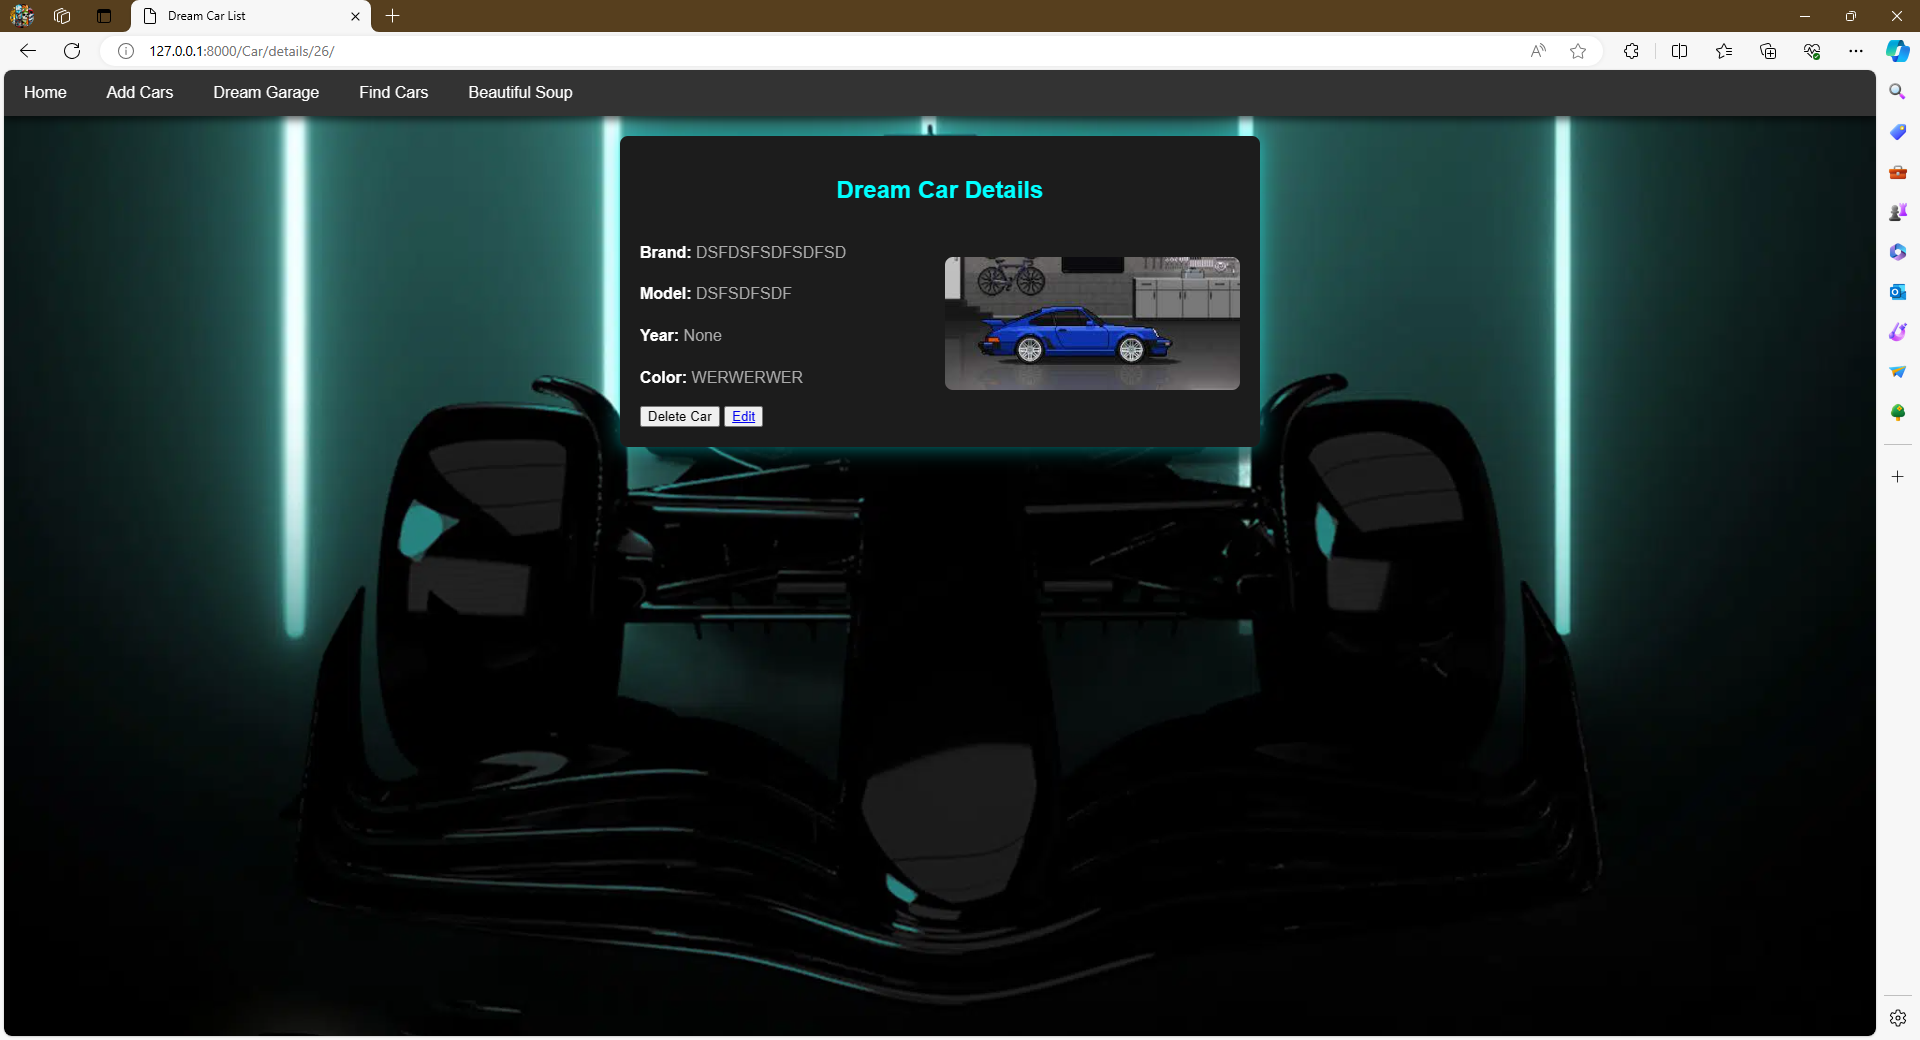 Dream Car List
127.0.0.1:8000/Car/details/26/
Home Add Cars Dream Garage Find Cars Beautiful Soup
Dream Car Details
Brand: DSFDSFSDFSDFSD
Model: DSFSDFSDF
Year: None
Color: WERWERWER
Delete Car Edit